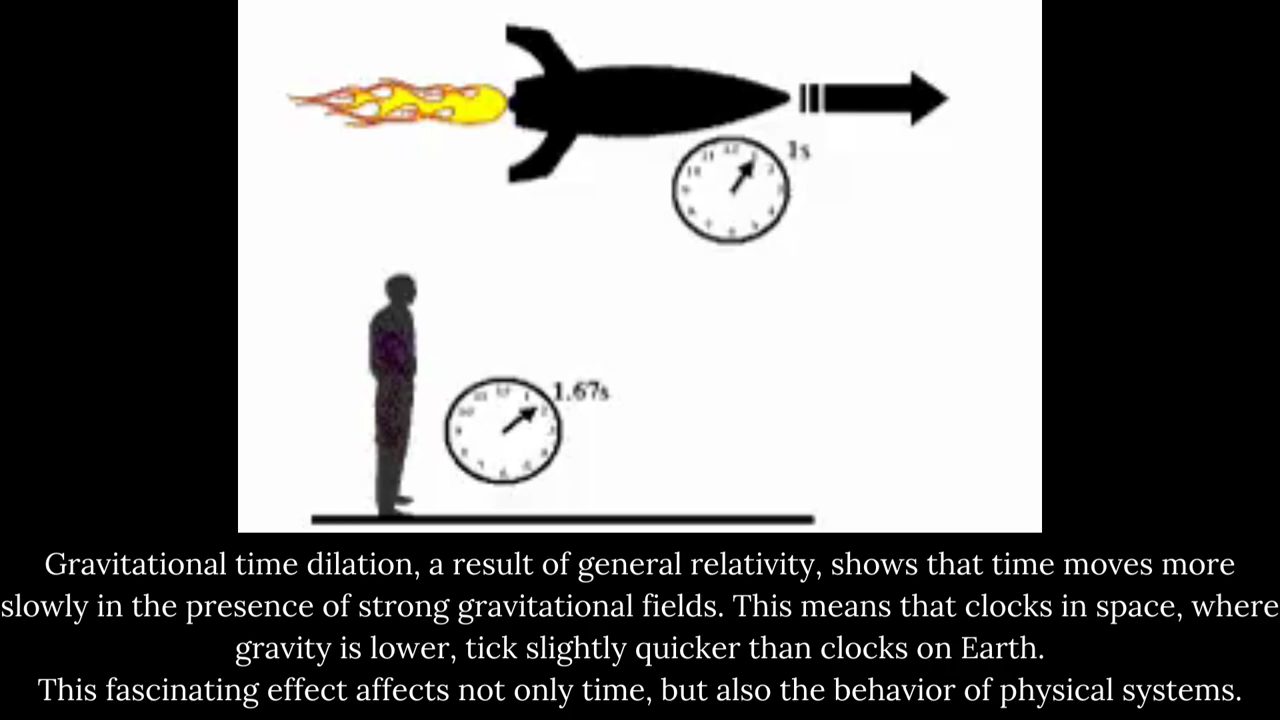 1s
1.67s
Gravitational time dilation, a result of general relativity, shows that time moves more
slowly in the presence of strong gravitational fields. This means that clocks in space, where
gravity is lower, tick slightly quicker than clocks on Earth.
This fascinating effect affects not only time, but also the behavior of physical systems.